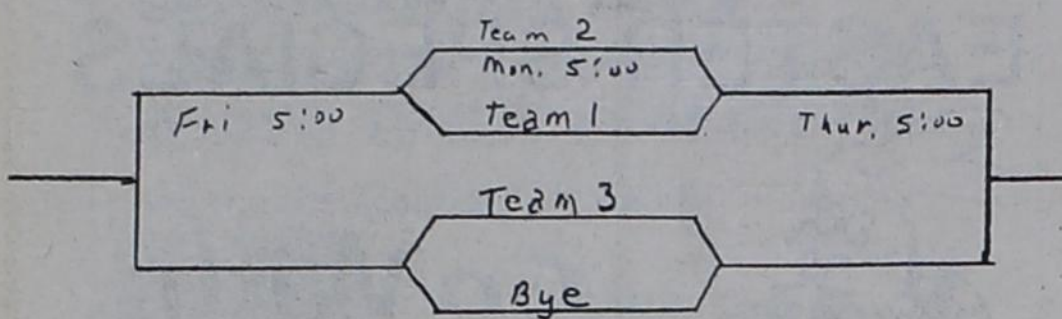 Team 2
Mon. 5:00
Fri 5:00
Team 1
Thur. 5:00
Team 3
Bye